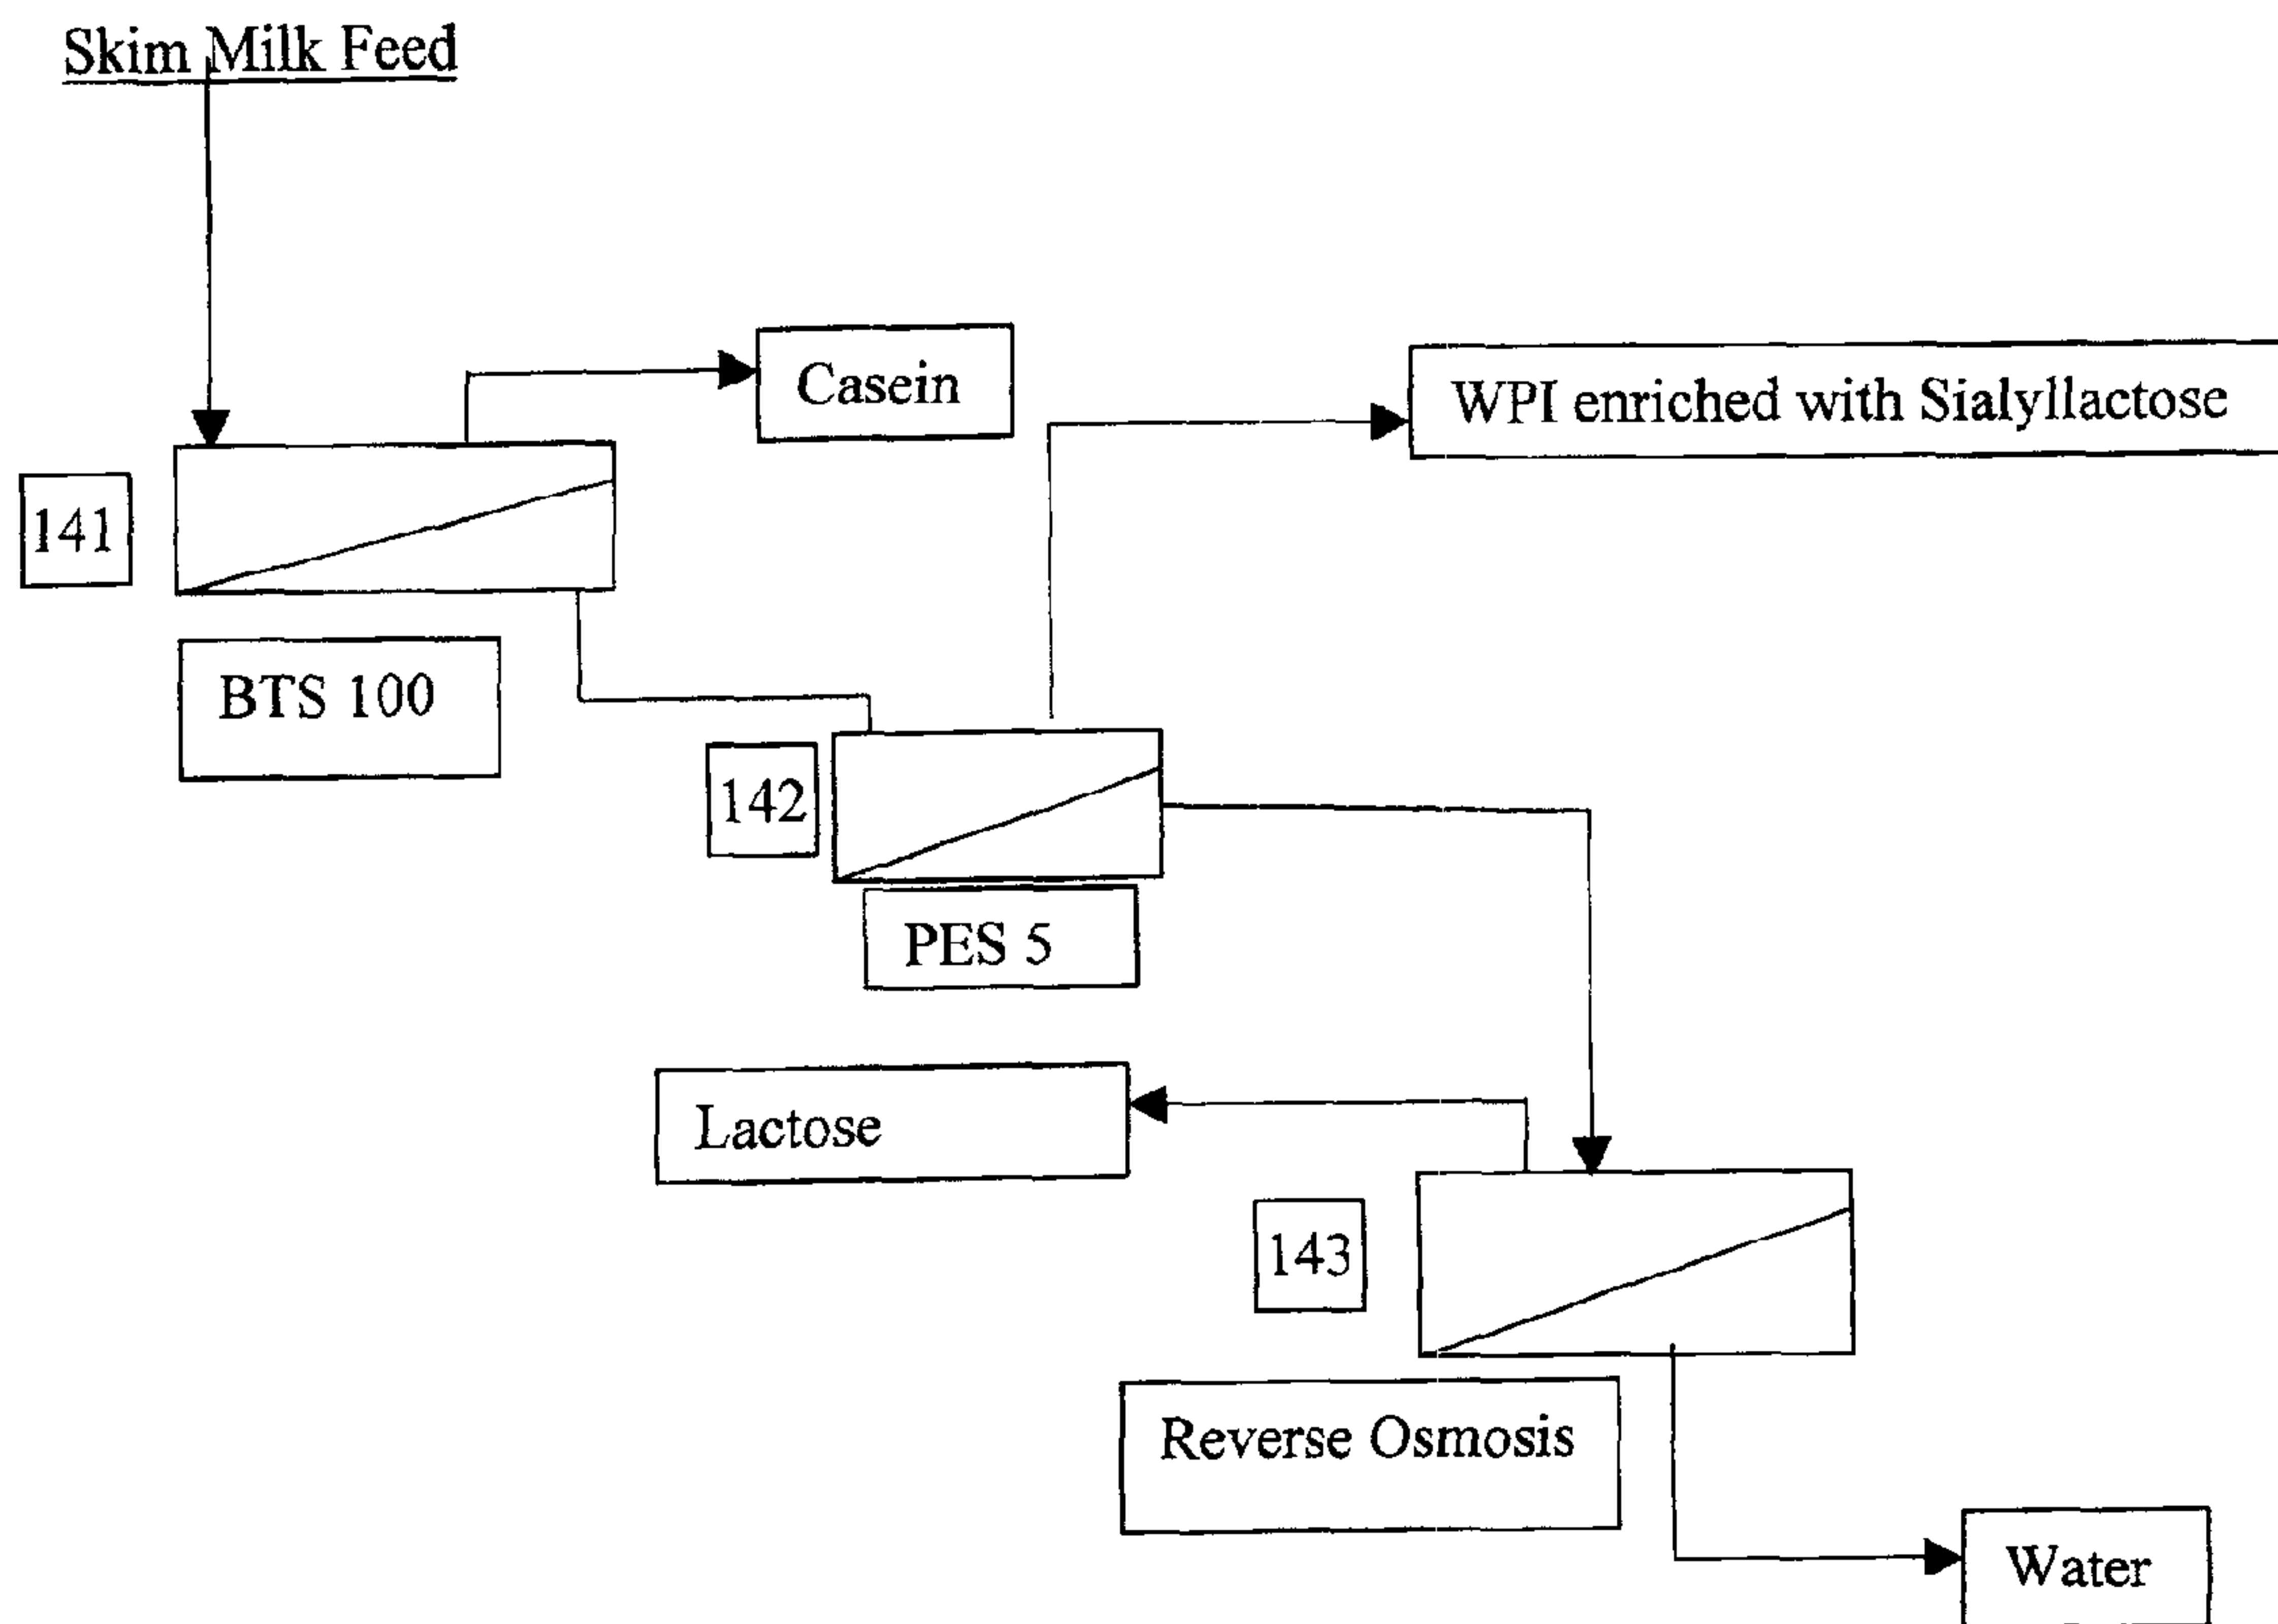 Skim Milk Feed
Casein
WPI enriched with Sialyllactose
141
BTS 100
142
PES 5
Lactose
143
Reverse Osmosis
Water